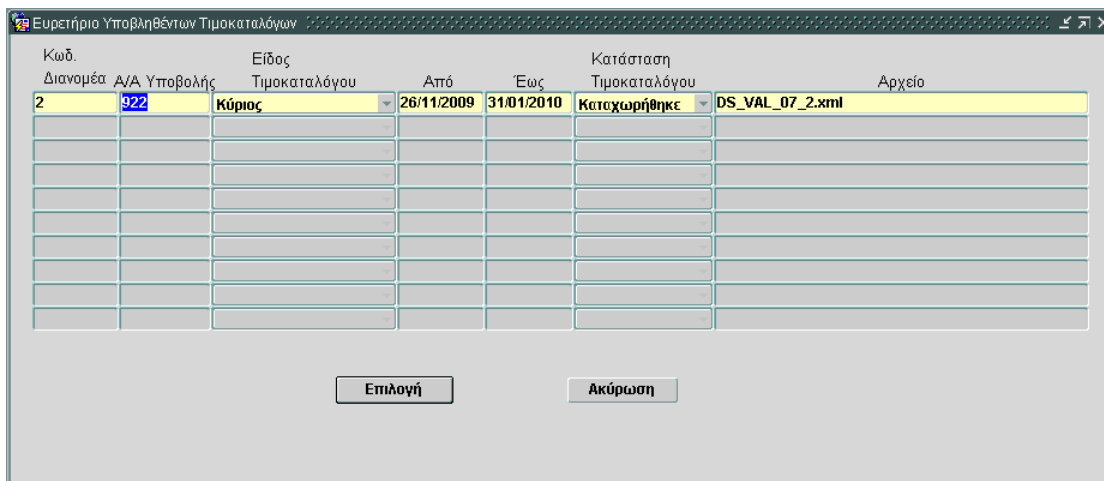 Ευρετήριο Υποβληθέντων Τιμοκαταλόγων
Κωδ. Είδος Κατάσταση
Διανομέα Α/Α Υποβολής Τιμοκαταλόγου Από Έως Τιμοκαταλόγου Αρχείο
2 922 Κύριος 26/11/2009 31/01/2010 Καταχωρήθηκε DS_VAL_07_2.xml
Επιλογή Ακύρωση